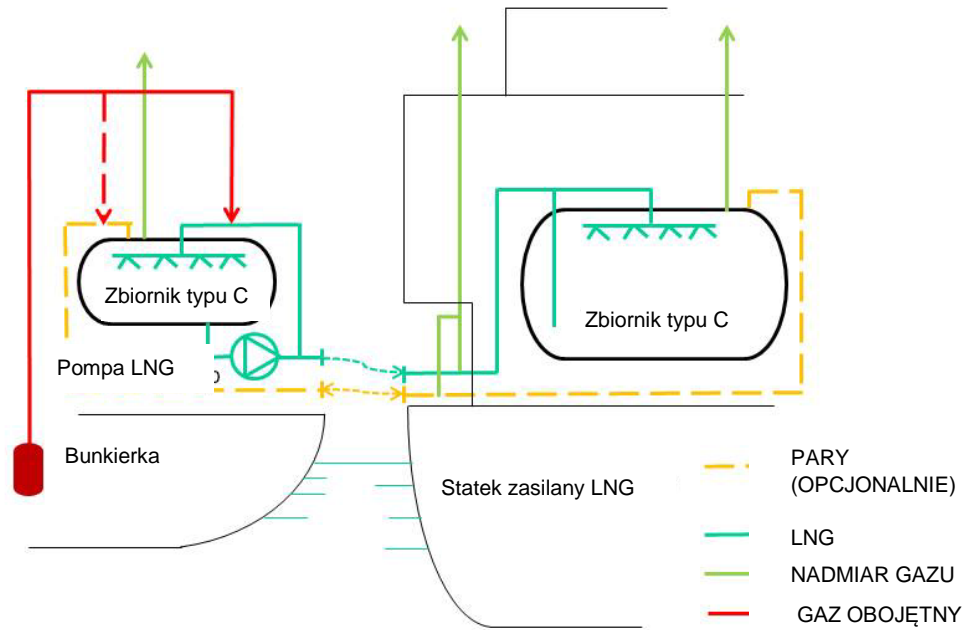 Zbiornik typu C
Zbiornik typu C
Pompa LNG
Bunkierka
Statek zasilany LNG
PARY
(OPCJONALNIE)
LNG
NADMIAR GAZU
GAZ OBOJĘTNY